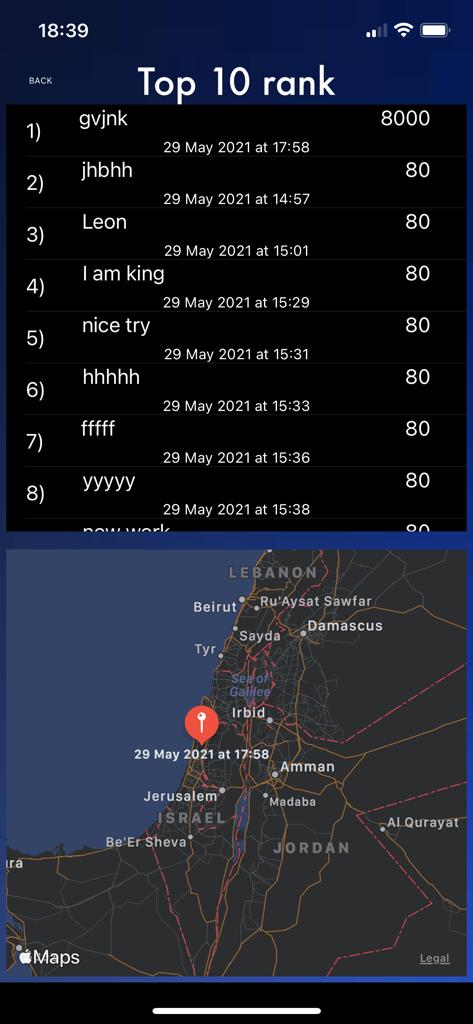 18:39
BACK
Top 10 rank
1) gvjnk 8000
29 May 2021 at 17:58
2) jhbhh 80
29 May 2021 at 14:57
3) Leon 80
29 May 2021 at 15:01
4) I am king 80
29 May 2021 at 15:29
5) nice try 80
29 May 2021 at 15:31
6) hhhhh 80
29 May 2021 at 15:33
7) fffff 80
29 May 2021 at 15:36
8) yyyyy 80
29 May 2021 at 15:38
new work 80
LEBANON
Beirut
Ru'Aysat Sawfar
Damascus
Sayda
Tyr
Sea of
Galilee
Irbid
29 May 2021 at 17:58
Amman
Jerusalem
Madaba
ISRAEL
Al Qurayat
Be'Er Sheva
JORDAN
Maps
Legal